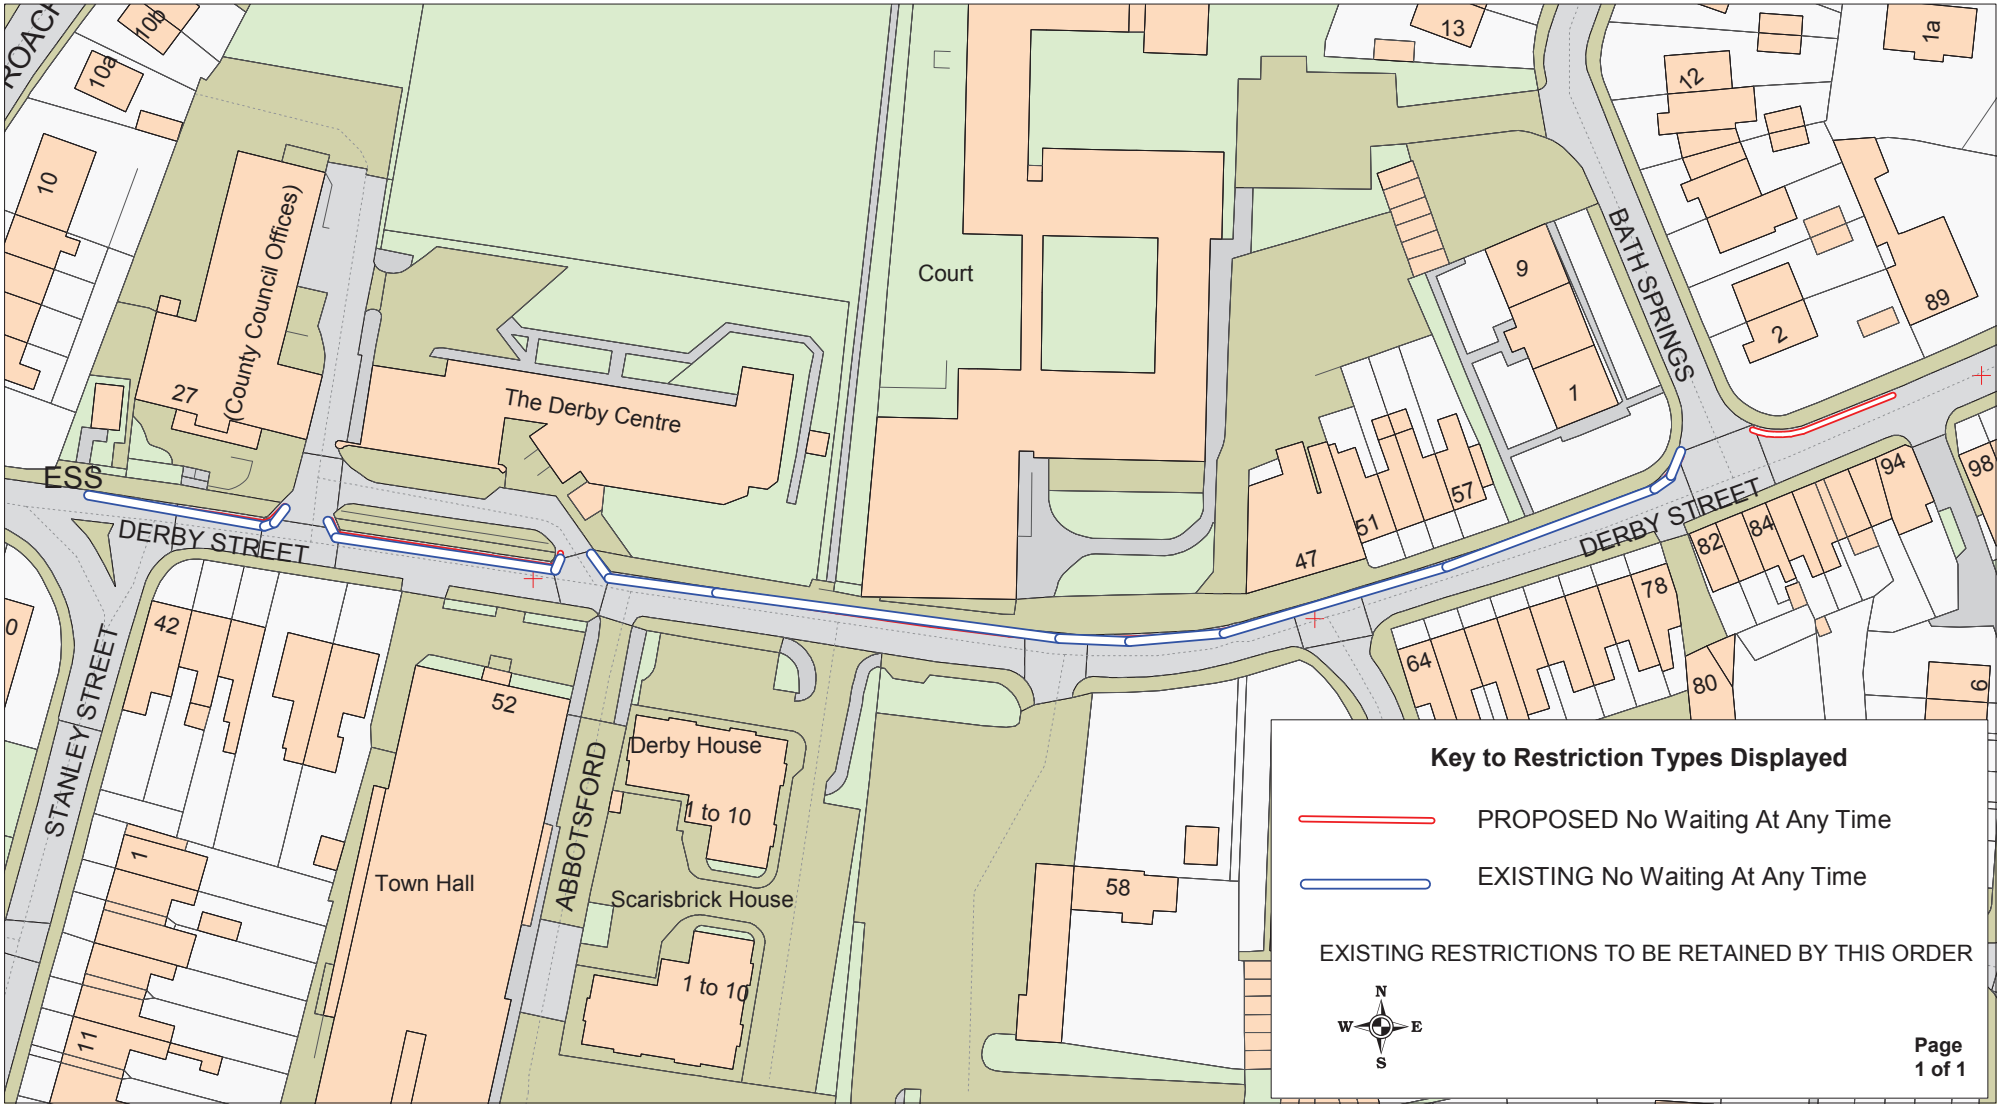 ROACH
10b
10a
10
27
(County Council Offices)
The Derby Centre
Court
13
12
1a
BATH SPRINGS
9
1
2
89
ESS
DERBY STREET
47
51
57
DERBY STREET
82
84
94
98
0
42
STANLEY STREET
52
64
78
80
6
Derby House
1 to 10
ABBOTSFORD
Town Hall
Scarisbrick House
1 to 10
58
1
11
Key to Restriction Types Displayed
PROPOSED No Waiting At Any Time
EXISTING No Waiting At Any Time
EXISTING RESTRICTIONS TO BE RETAINED BY THIS ORDER
N
W E
S
Page
1 of 1